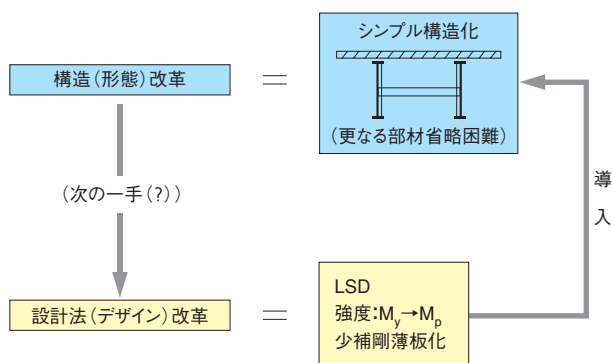 シンプル構造化
構造（形態）改革
＝
（更なる部材省略困難）
（次の一手（?））
導
入
設計法（デザイン）改革
＝
LSD
強度：My→Mp
少補剛薄板化